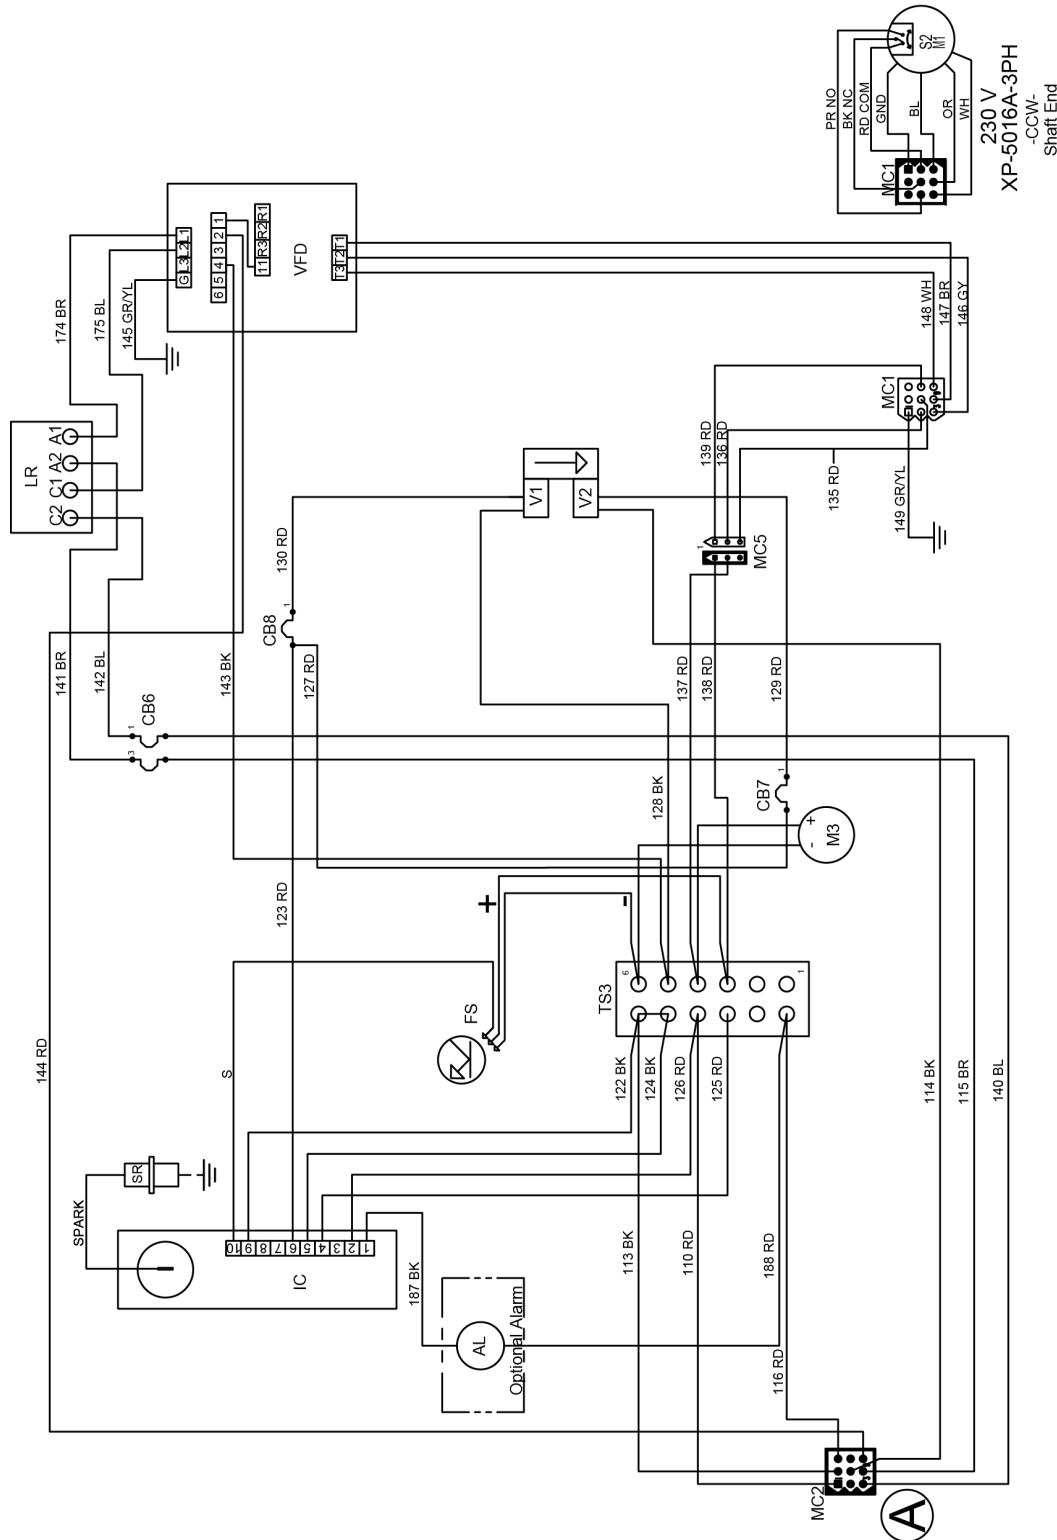 LR
C2
C1
A2
A1
174 BR
175 BL
145 GR/YL
G
L3
L2
L1
6
5
4
3
2
1
11
R3
R2
R1
VFD
T3
T2
T1
PR NO
BK NC
RD COM
GND
BL
OR
WH
S2
M1
MC1
230 V
XP-5016A-3PH
-CCW-
Shaft End
144 RD
141 BR
142 BL
143 BK
3
1
CB6
130 RD
CB8
1
127 RD
123 RD
V1
V2
139 RD
136 RD
135 RD
149 GR/YL
MC1
148 WH
147 BR
146 GY
1
MC5
137 RD
138 RD
129 RD
128 BK
CB7
1
-
+
M3
+
-
FS
TS3
6
1
122 BK
124 BK
126 RD
125 RD
114 BK
115 BR
140 BL
S
SPARK
SR
IC
10
9
8
7
6
5
4
3
2
1
187 BK
AL
Optional Alarm
113 BK
110 RD
188 RD
116 RD
MC2
A